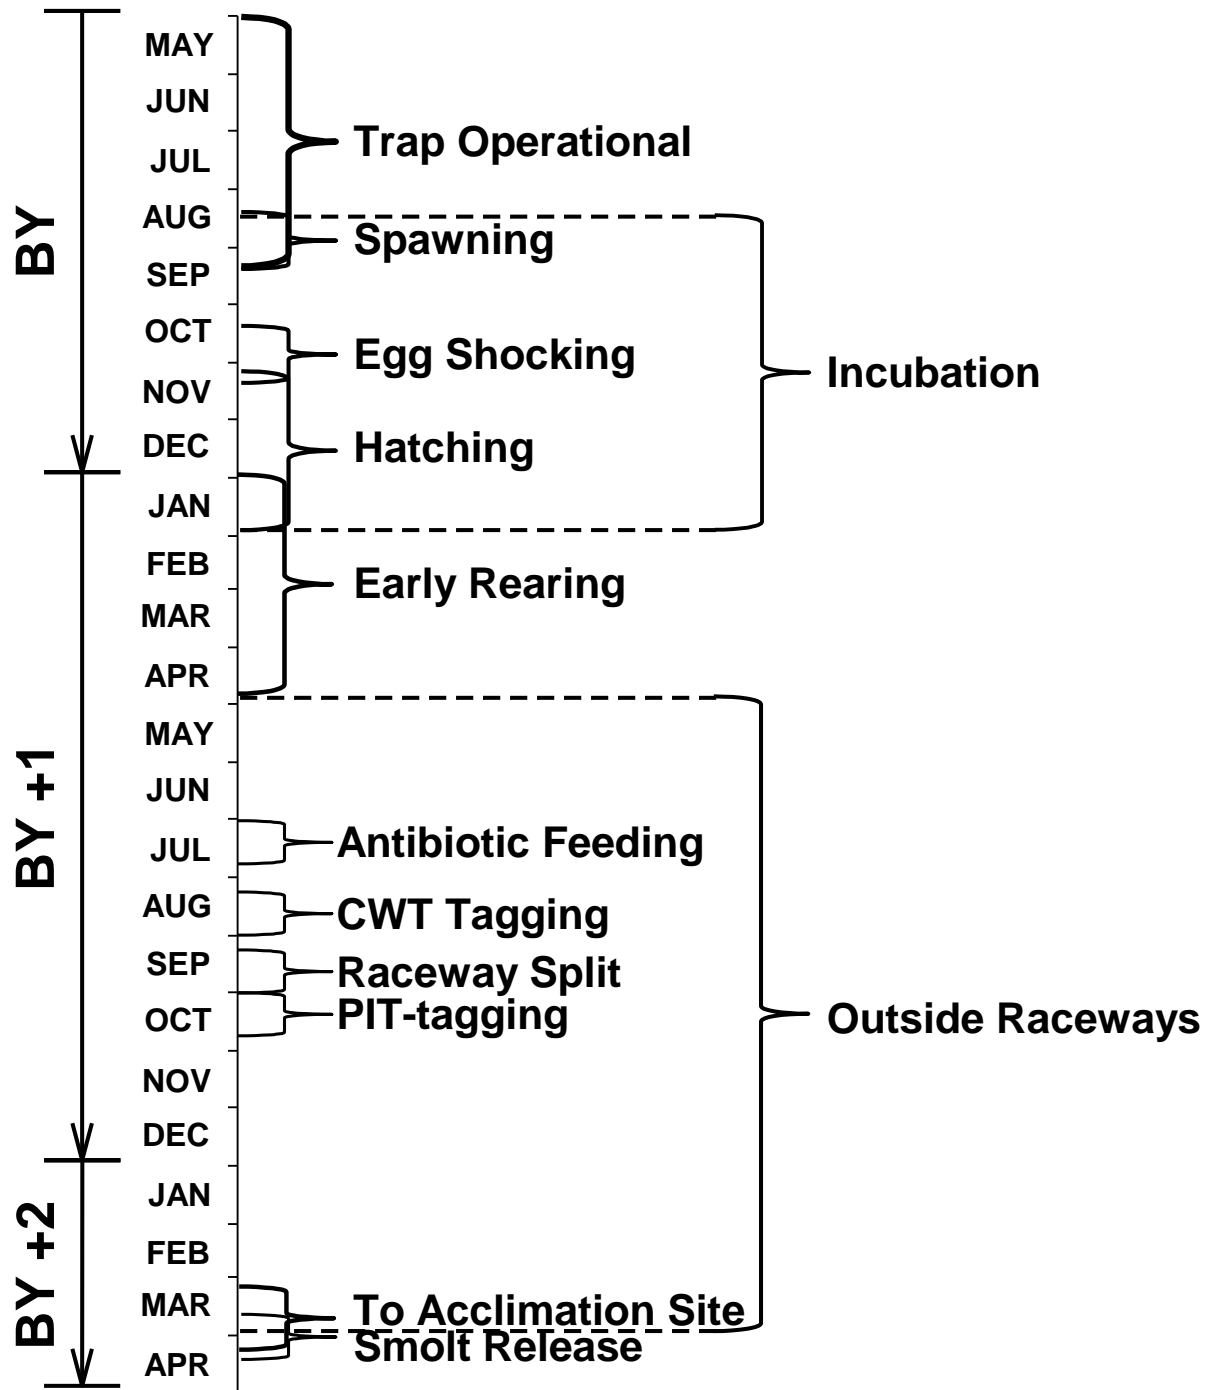 BY
MAY
JUN
JUL
AUG
SEP
OCT
NOV
DEC
BY +1
JAN
FEB
MAR
APR
MAY
JUN
JUL
AUG
SEP
OCT
NOV
DEC
BY +2
JAN
FEB
MAR
APR
Trap Operational
Spawning
Egg Shocking
Hatching
Early Rearing
Antibiotic Feeding
CWT Tagging
Raceway Split
PIT-tagging
To Acclimation Site
Smolt Release
Incubation
Outside Raceways